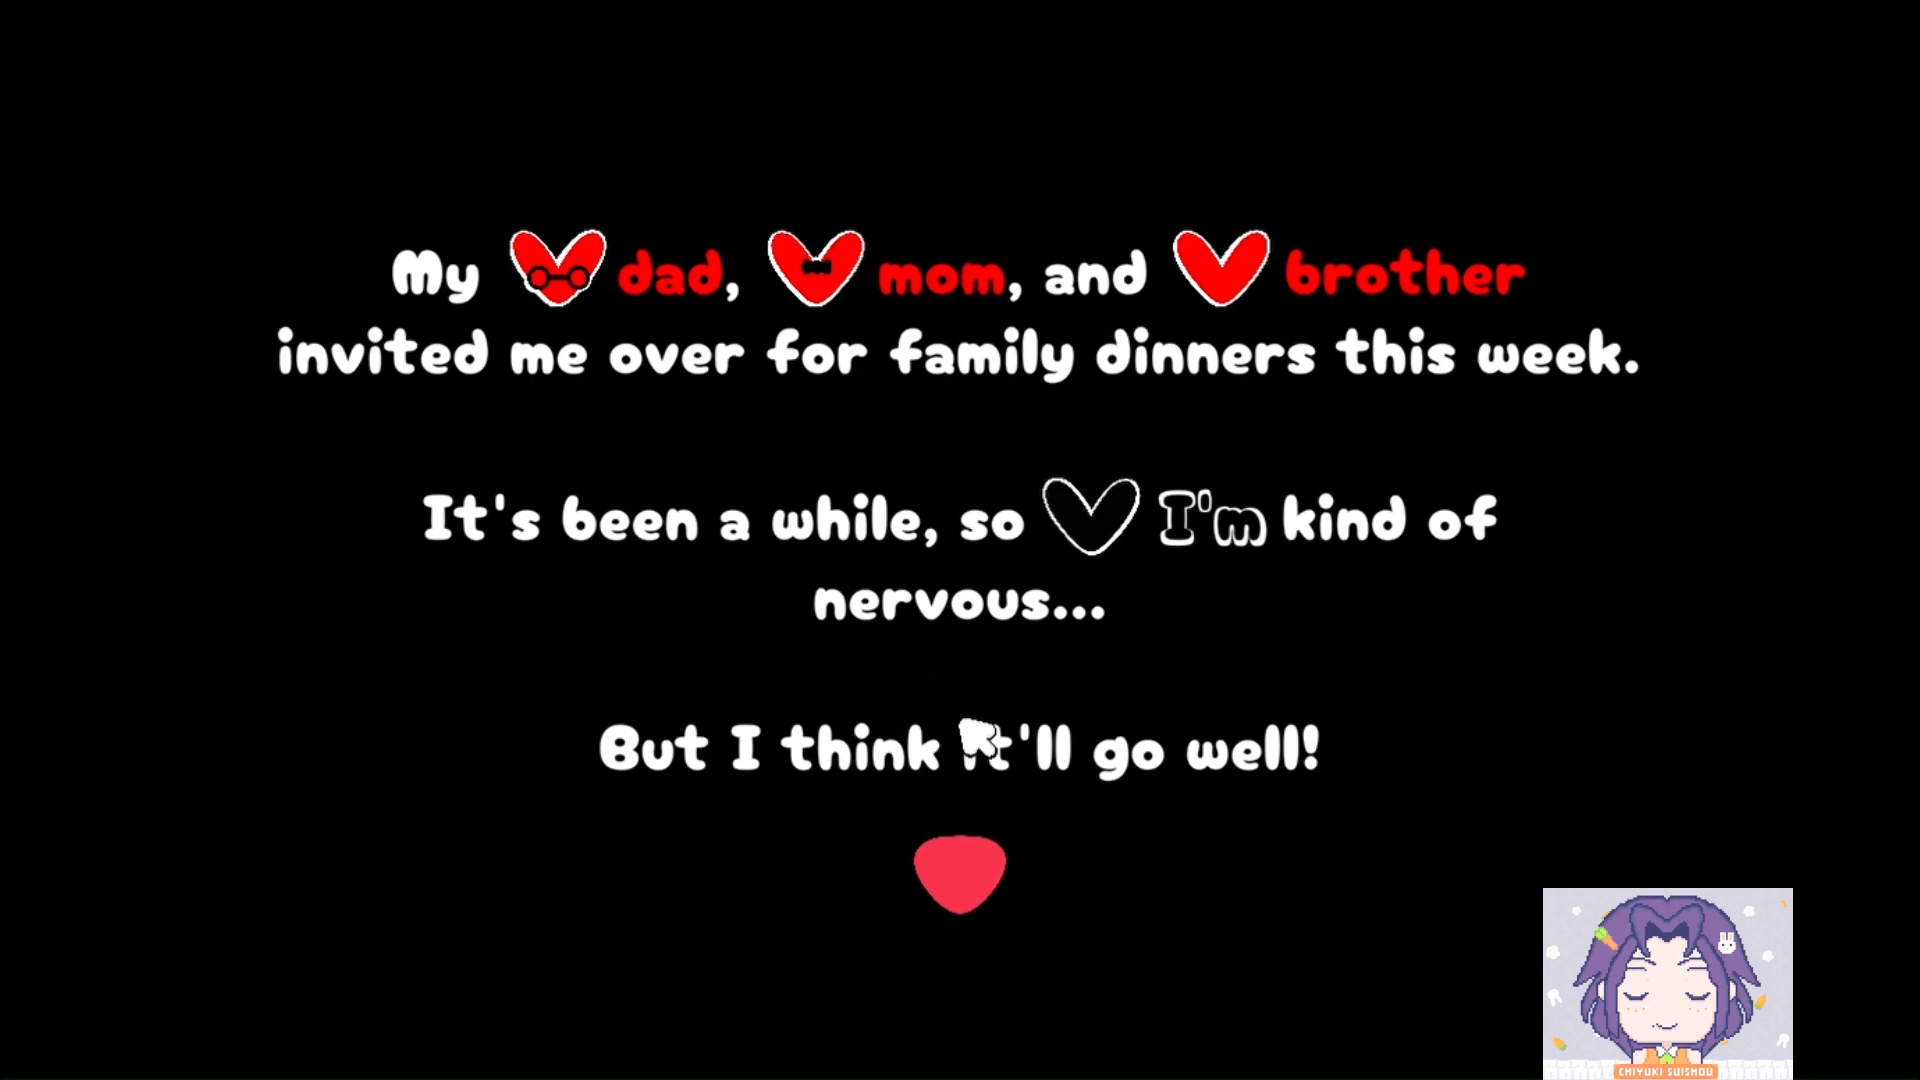 My dad, mom, and brother
invited me over for family dinners this week.
It's been a while, so I'm kind of
nervous...
But I think it'll go well!
CHIYUKI SUISHOU